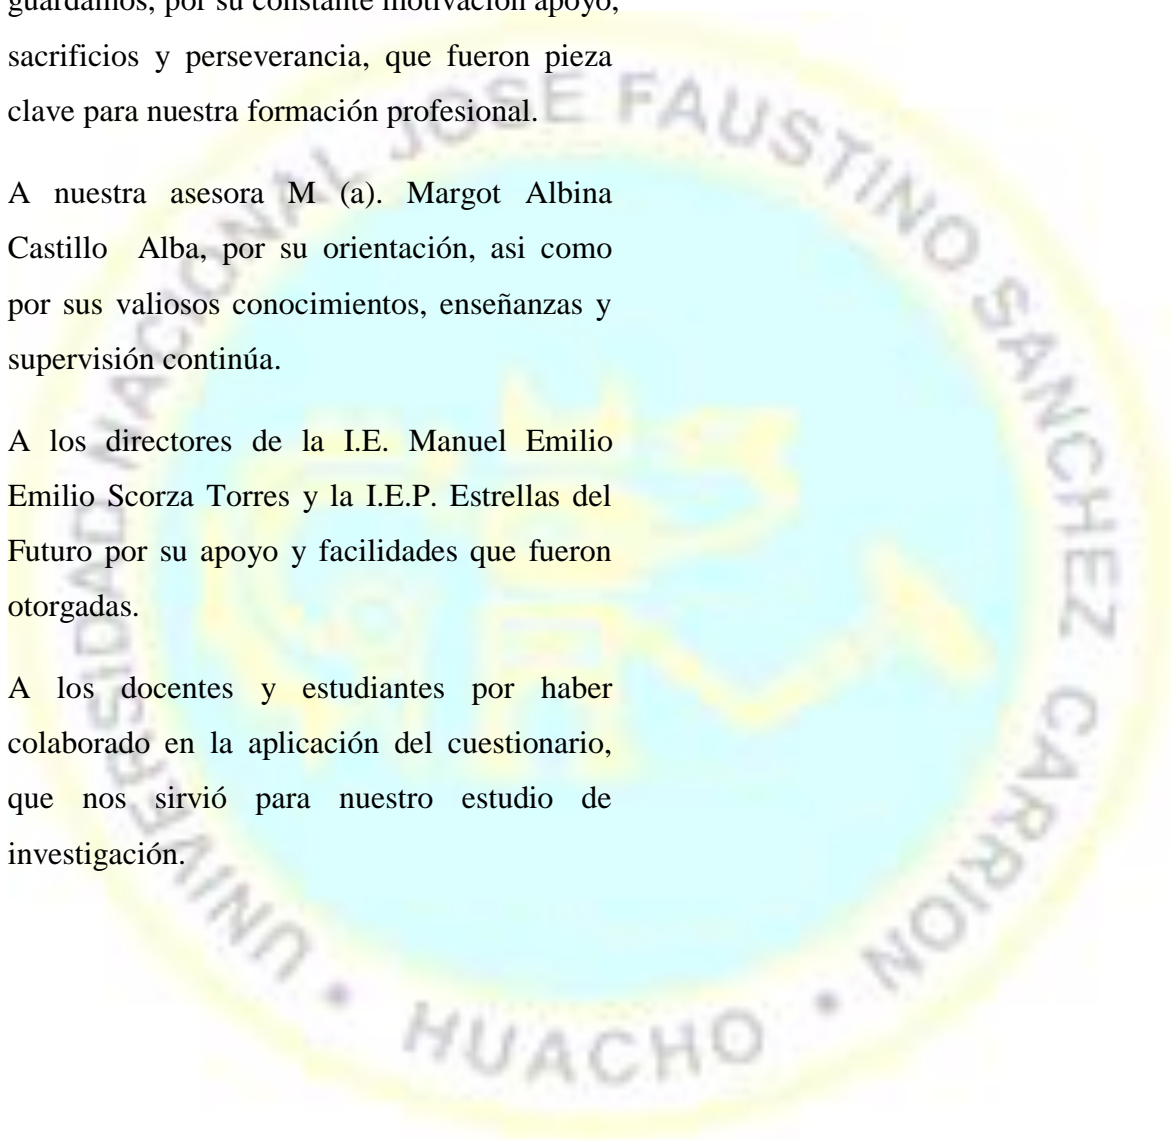 guardamos, por su constante motivación apoyo,
sacrificios y perseverancia, que fueron pieza
clave para nuestra formación profesional.
A nuestra asesora M (a). Margot Albina
Castillo Alba, por su orientación, asi como
por sus valiosos conocimientos, enseñanzas y
supervisión continúa.
A los directores de la I.E. Manuel Emilio
Emilio Scorza Torres y la I.E.P. Estrellas del
Futuro por su apoyo y facilidades que fueron
otorgadas.
A los docentes y estudiantes por haber
colaborado en la aplicación del cuestionario,
que nos sirvió para nuestro estudio de
investigación.
UNIVERSIDAD NACIONAL JOSE FAUSTINO SANCHEZ CARRION • HUACHO •